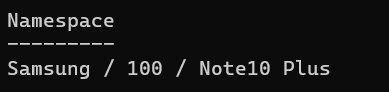 Namespace
---------
Samsung / 100 / Note10 Plus